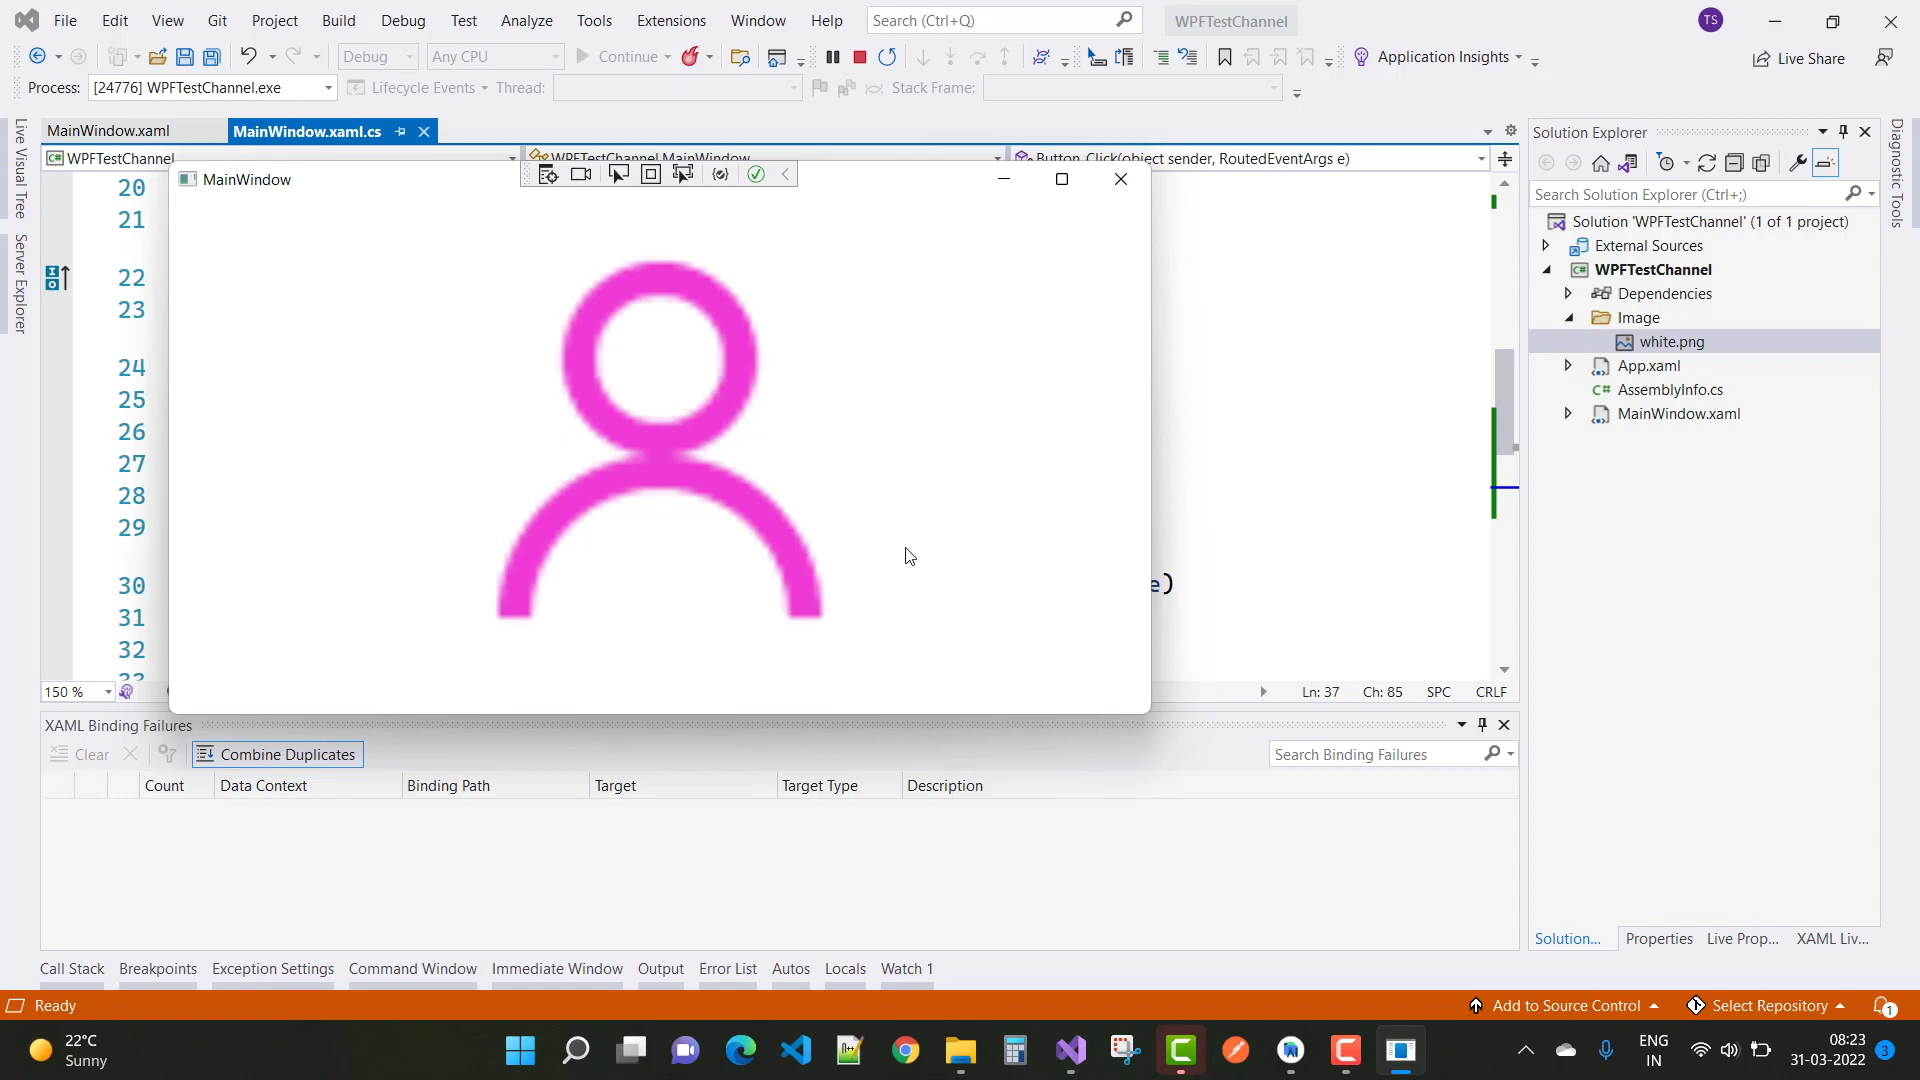 File Edit View Git Project Build Debug Test Analyze Tools Extensions Window Help Search (Ctrl+Q) WPFTestChannel TS
Debug Any CPU Continue Application Insights Live Share
Process: [24776] WPFTestChannel.exe Lifecycle Events Thread: Stack Frame:
MainWindow.xaml MainWindow.xaml.cs Solution Explorer
WPFTestChannel WPFTestChannel.MainWindow Button_Click(object sender, RoutedEventArgs e)
MainWindow
Search Solution Explorer (Ctrl+;)
Solution 'WPFTestChannel' (1 of 1 project)
External Sources
WPFTestChannel
Dependencies
Image
white.png
App.xaml
AssemblyInfo.cs
MainWindow.xaml
Live Visual Tree
Server Explorer
Diagnostic Tools
20
21
22
23
24
25
26
27
28
29
30
31
32
33
e)
150 % Ln: 37 Ch: 85 SPC CRLF
XAML Binding Failures
Clear Combine Duplicates Search Binding Failures
Count Data Context Binding Path Target Target Type Description
Solution... Properties Live Prop... XAML Liv...
Call Stack Breakpoints Exception Settings Command Window Immediate Window Output Error List Autos Locals Watch 1
Ready Add to Source Control Select Repository 1
22°C
Sunny
ENG
IN
08:23
31-03-2022
3